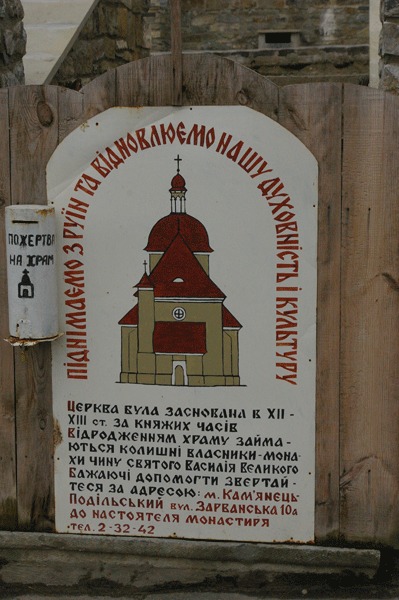 ПІДНІМАЄМО З РУЇН ТА ВІДНОВЛЮЄМО НАШУ ДУХОВНІСТЬ І КУЛЬТУРУ
ПОЖЕРТВА
НА ХРАМ
ЦЕРКВА БУЛА ЗАСНОВАНА В XII -
XIII СТ. ЗА КНЯЖИХ ЧАСІВ
ВІДРОДЖЕННЯМ ХРАМУ ЗАЙМА-
ЮТЬСЯ КОЛИШНІ ВЛАСНИКИ-МОНА-
ХИ ЧИНУ СВЯТОГО ВАСИЛІЯ ВЕЛИКОГО
БАЖАЮЧІ ДОПОМОГТИ ЗВЕРТАЙ-
ТЕСЯ ЗА АДРЕСОЮ: М. КАМ'ЯНЕЦЬ-
ПОДІЛЬСЬКИЙ ВУЛ. ЗАРВАНСЬКА 10А
ДО НАСТОЯТЕЛЯ МОНАСТИРЯ
ТЕЛ. 2-32-42